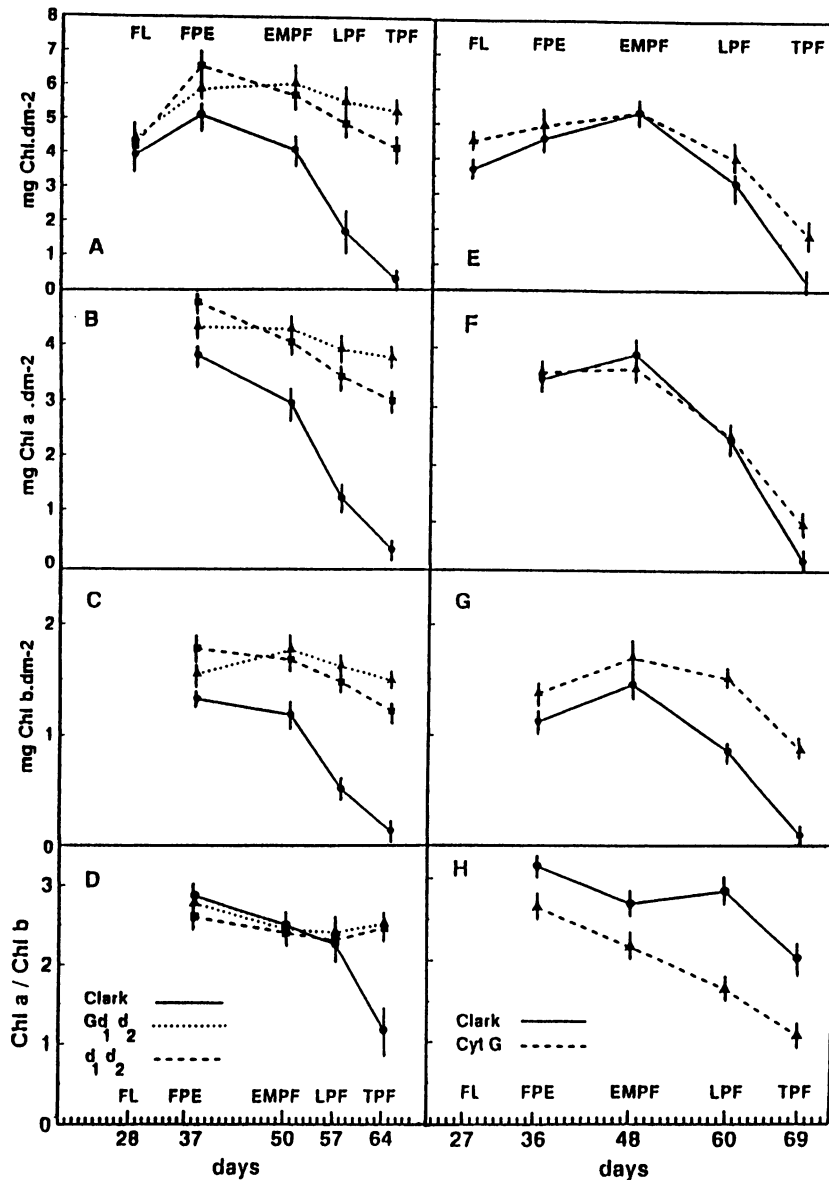 8
7
6
5
4
3
2
1
0
mg Chl.dm-2
FL FPE EMPF LPF TPF
A
FL FPE EMPF LPF TPF
E
4
3
2
1
0
mg Chl a .dm-2
B
F
2
1
0
mg Chl b.dm-2
C
G
3
2
1
0
Chl a / Chl b
D
Clark
Gd1 d2
d1 d2
FL FPE EMPF LPF TPF
28 37 50 57 64
days
H
Clark
Cyt G
FL FPE EMPF LPF TPF
27 36 48 60 69
days